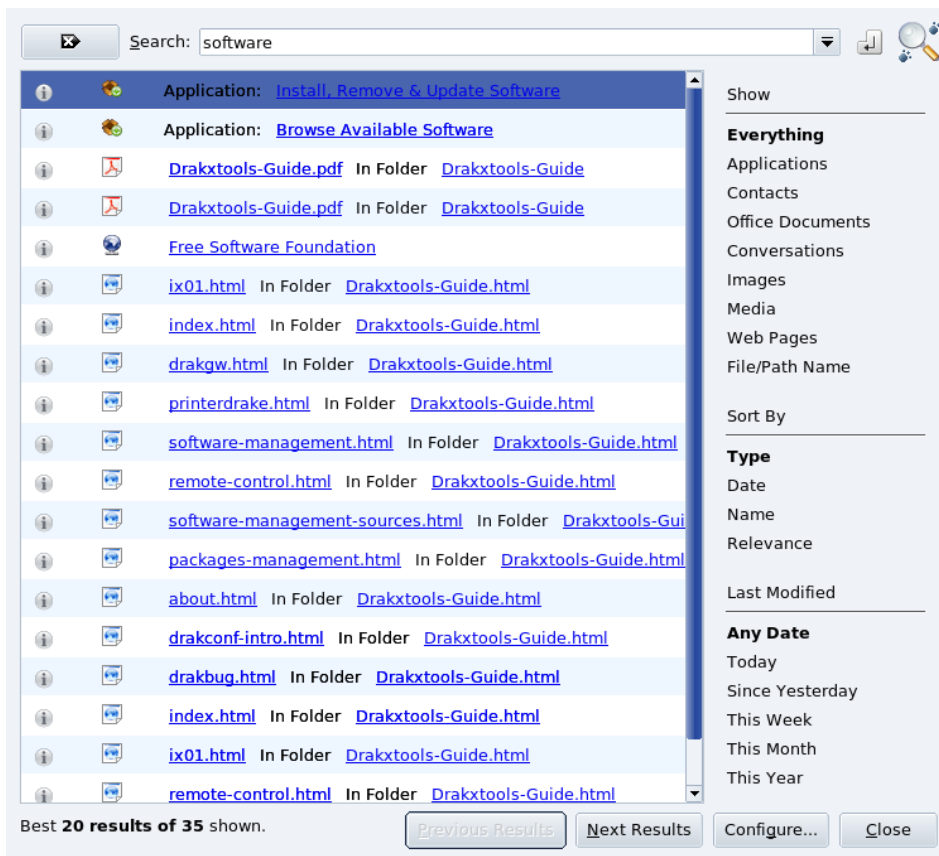 Search: software
Application: Install, Remove & Update Software
Application: Browse Available Software
Drakxtools-Guide.pdf In Folder Drakxtools-Guide
Drakxtools-Guide.pdf In Folder Drakxtools-Guide
Free Software Foundation
ix01.html In Folder Drakxtools-Guide.html
index.html In Folder Drakxtools-Guide.html
drakgw.html In Folder Drakxtools-Guide.html
printerdrake.html In Folder Drakxtools-Guide.html
software-management.html In Folder Drakxtools-Guide.html
remote-control.html In Folder Drakxtools-Guide.html
software-management-sources.html In Folder Drakxtools-Gui
packages-management.html In Folder Drakxtools-Guide.html
about.html In Folder Drakxtools-Guide.html
drakconf-intro.html In Folder Drakxtools-Guide.html
drakbug.html In Folder Drakxtools-Guide.html
index.html In Folder Drakxtools-Guide.html
ix01.html In Folder Drakxtools-Guide.html
remote-control.html In Folder Drakxtools-Guide.html
Show
Everything
Applications
Contacts
Office Documents
Conversations
Images
Media
Web Pages
File/Path Name
Sort By
Type
Date
Name
Relevance
Last Modified
Any Date
Today
Since Yesterday
This Week
This Month
This Year
Best 20 results of 35 shown.
Previous Results
Next Results
Configure...
Close